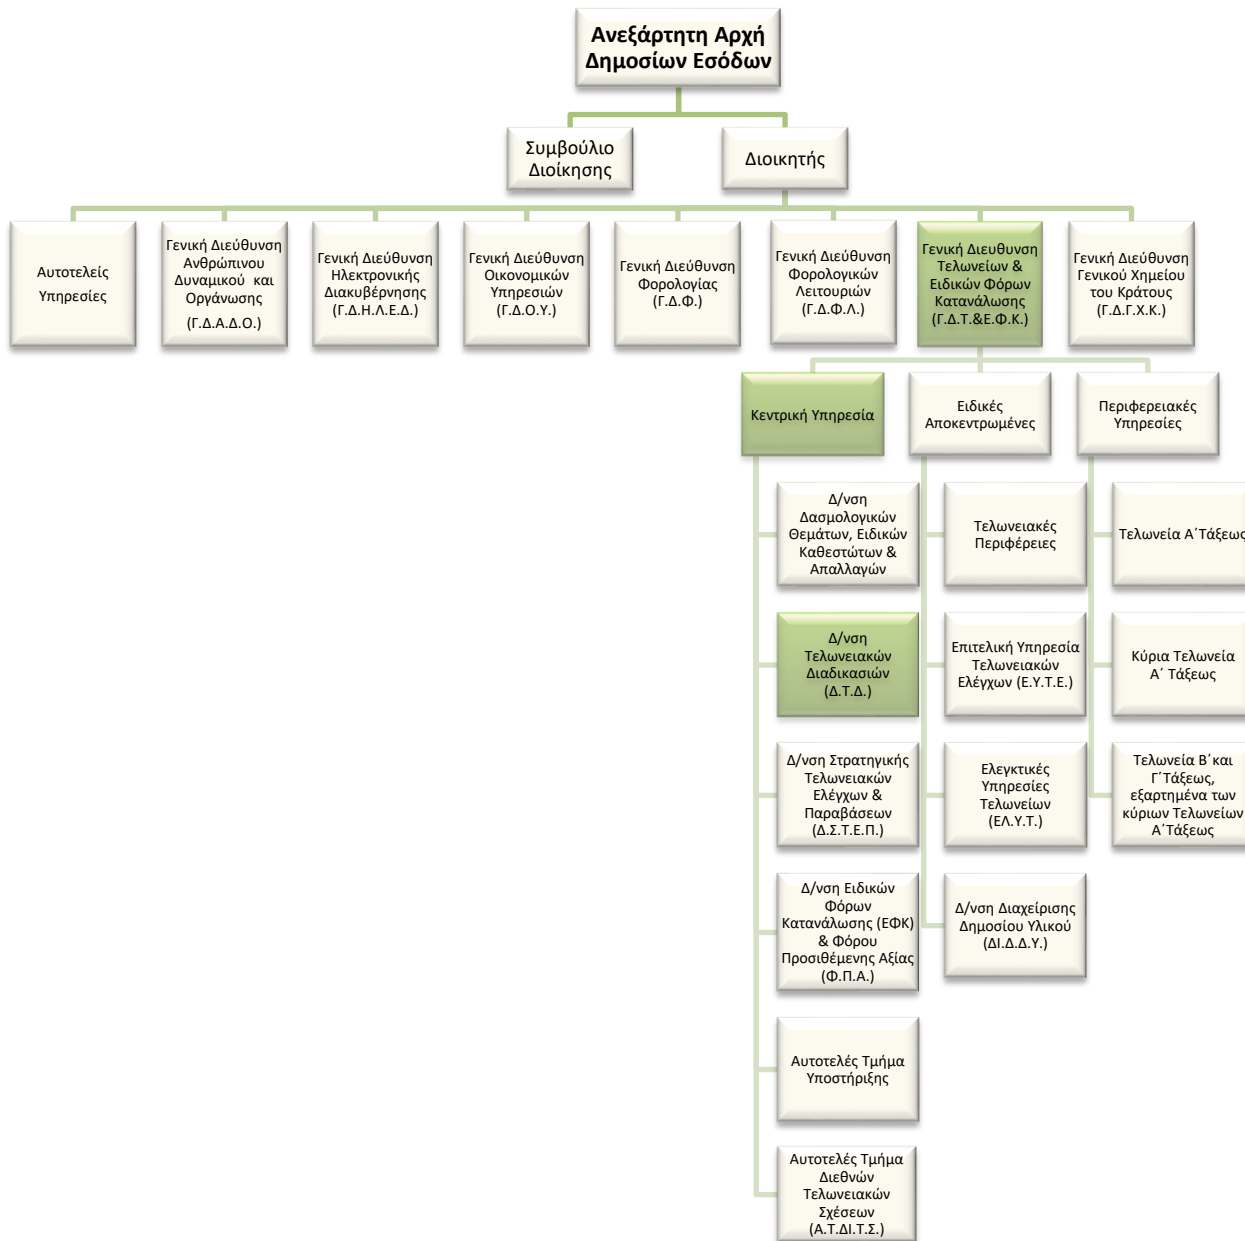 Ανεξάρτητη Αρχή
Δημοσίων Εσόδων
Συμβούλιο
Διοίκησης
Διοικητής
Αυτοτελείς
Υπηρεσίες
Γενική Διεύθυνση
Ανθρώπινου
Δυναμικού και
Οργάνωσης
(Γ.Δ.Α.Δ.Ο.)
Γενική Διεύθυνση
Ηλεκτρονικής
Διακυβέρνησης
(Γ.Δ.Η.Λ.Ε.Δ.)
Γενική Διεύθυνση
Οικονομικών
Υπηρεσιών
(Γ.Δ.Ο.Υ.)
Γενική Διεύθυνση
Φορολογίας
(Γ.Δ.Φ.)
Γενική Διεύθυνση
Φορολογικών
Λειτουριών
(Γ.Δ.Φ.Λ.)
Γενική Διευθυνση
Τελωνείων &
Ειδικών Φόρων
Κατανάλωσης
(Γ.Δ.Τ.&Ε.Φ.Κ.)
Γενική Διεύθυνση
Γενικού Χημείου
του Κράτους
(Γ.Δ.Γ.Χ.Κ.)
Κεντρική Υπηρεσία
Ειδικές
Αποκεντρωμένες
Περιφερειακές
Υπηρεσίες
Δ/νση
Δασμολογικών
Θεμάτων, Ειδικών
Καθεστώτων &
Απαλλαγών
Τελωνειακές
Περιφέρειες
Τελωνεία Α΄Τάξεως
Δ/νση
Τελωνειακών
Διαδικασιών
(Δ.Τ.Δ.)
Επιτελική Υπηρεσία
Τελωνειακών
Ελέγχων (Ε.Υ.Τ.Ε.)
Κύρια Τελωνεία
Α΄ Τάξεως
Δ/νση Στρατηγικής
Τελωνειακών
Ελέγχων &
Παραβάσεων
(Δ.Σ.Τ.Ε.Π.)
Ελεγκτικές
Υπηρεσίες
Τελωνείων
(ΕΛ.Υ.Τ.)
Τελωνεία Β΄και
Γ΄Τάξεως,
εξαρτημένα των
κύριων Τελωνείων
Α΄Τάξεως
Δ/νση Ειδικών
Φόρων
Κατανάλωσης (ΕΦΚ)
& Φόρου
Προσιθέμενης Αξίας
(Φ.Π.Α.)
Δ/νση Διαχείρισης
Δημοσίου Υλικού
(ΔΙ.Δ.Δ.Υ.)
Αυτοτελές Τμήμα
Υποστήριξης
Αυτοτελές Τμήμα
Διεθνών
Τελωνειακών
Σχέσεων
(Α.Τ.ΔΙ.Τ.Σ.)